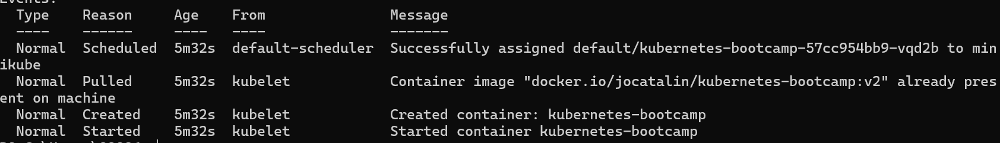 Events:
Type Reason Age From Message
---- ------ ---- ---- -------
Normal Scheduled 5m32s default-scheduler Successfully assigned default/kubernetes-bootcamp-57cc954bb9-vqd2b to min
ikube
Normal Pulled 5m32s kubelet Container image "docker.io/jocatalin/kubernetes-bootcamp:v2" already pres
ent on machine
Normal Created 5m32s kubelet Created container: kubernetes-bootcamp
Normal Started 5m32s kubelet Started container kubernetes-bootcamp